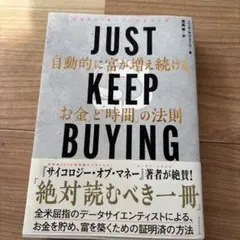 JUST
自動的に富が増え続ける
KEEP
「お金」と「時間」の法則
BUYING
『サイコロジー・オブ・マネー』著者が絶賛!
「絶対読むべき一冊」
全米屈指のデータサイエンティストによる、
お金を貯め、富を築くための証明済の方法